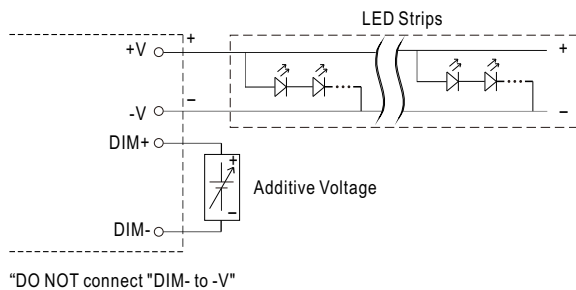 LED Strips
+V
+
+
-V
−
−
DIM+
+
Additive Voltage
−
DIM-
“DO NOT connect "DIM- to -V"